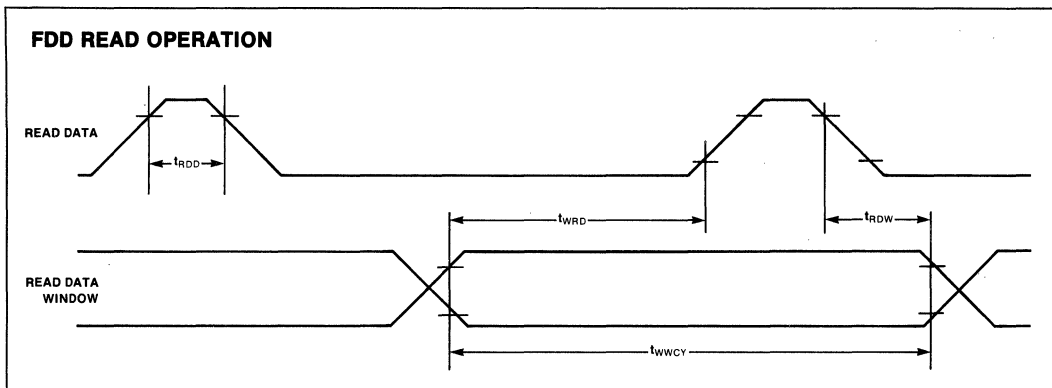 FDD READ OPERATION
READ DATA
tRDD
tWRD
tRDW
READ DATA
WINDOW
tWWCY